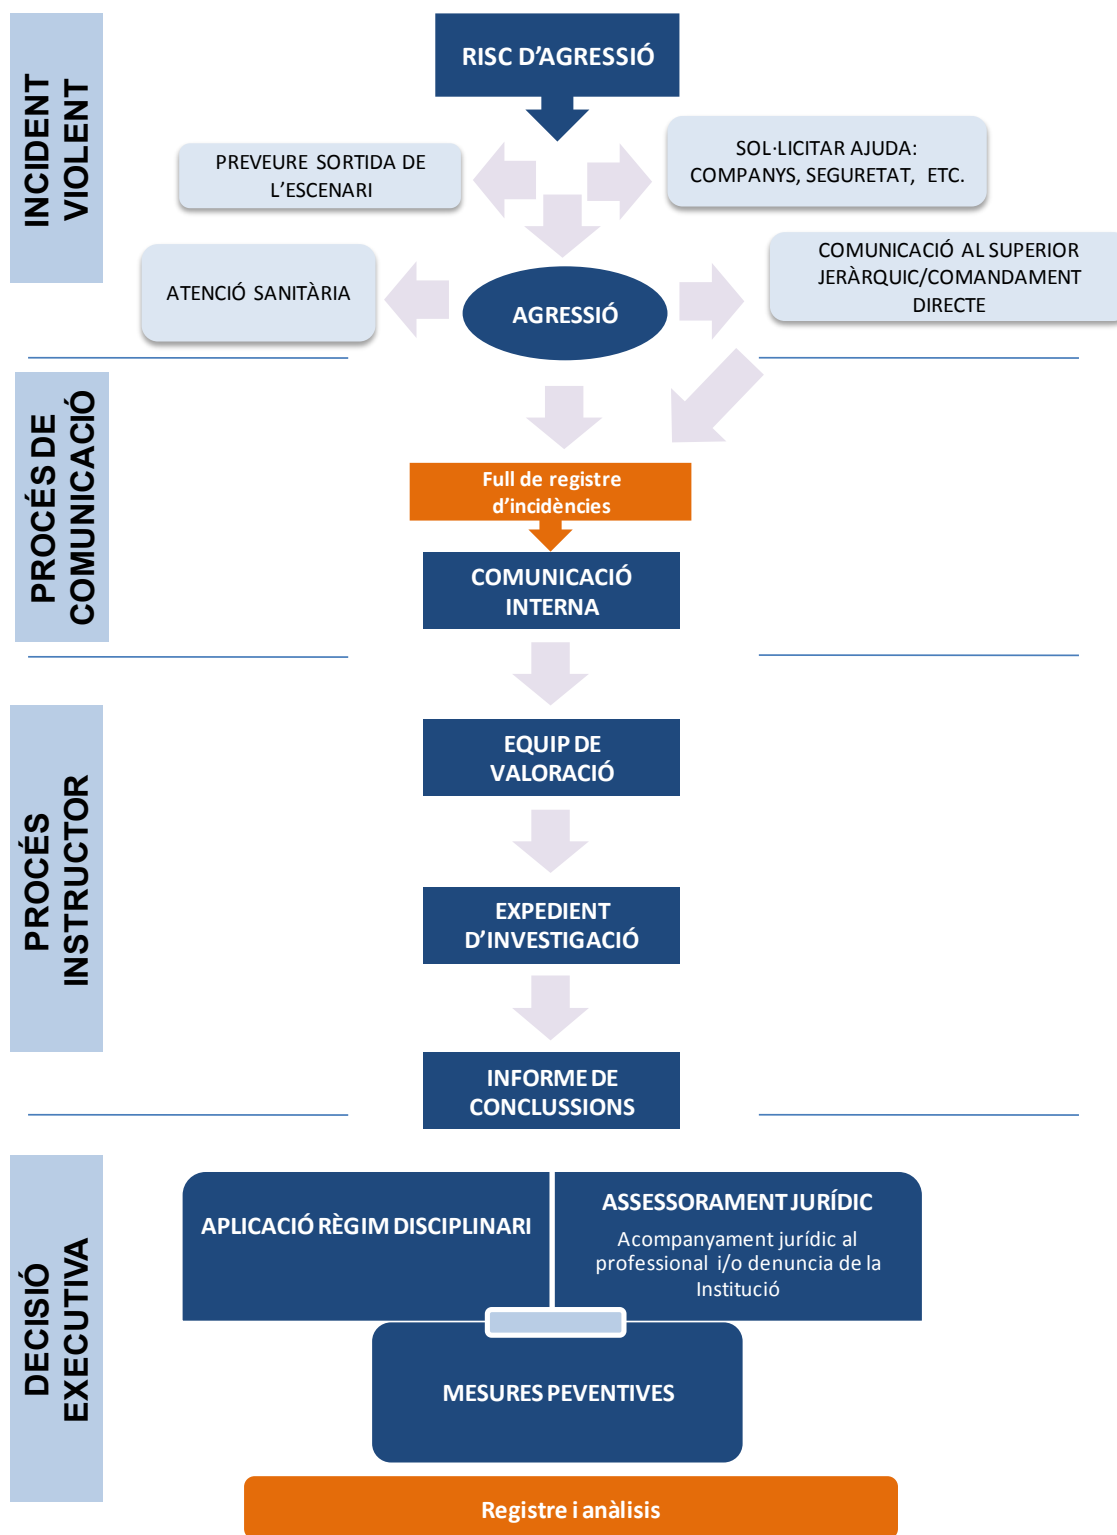 INCIDENT
VIOLENT
RISC D’AGRESSIÓ
PREVEURE SORTIDA DE
L’ESCENARI
SOL·LICITAR AJUDA:
COMPANYS, SEGURETAT, ETC.
ATENCIÓ SANITÀRIA
AGRESSIÓ
COMUNICACIÓ AL SUPERIOR
JERÀRQUIC/COMANDAMENT
DIRECTE
PROCÉS DE
COMUNICACIÓ
Full de registre
d’incidències
COMUNICACIÓ
INTERNA
PROCÉS
INSTRUCTOR
EQUIP DE
VALORACIÓ
EXPEDIENT
D’INVESTIGACIÓ
INFORME DE
CONCLUSSIONS
DECISIÓ
EXECUTIVA
APLICACIÓ RÈGIM DISCIPLINARI
ASSESSORAMENT JURÍDIC
Acompanyament jurídic al
professional i/o denuncia de la
Institució
MESURES PEVENTIVES
Registre i anàlisis